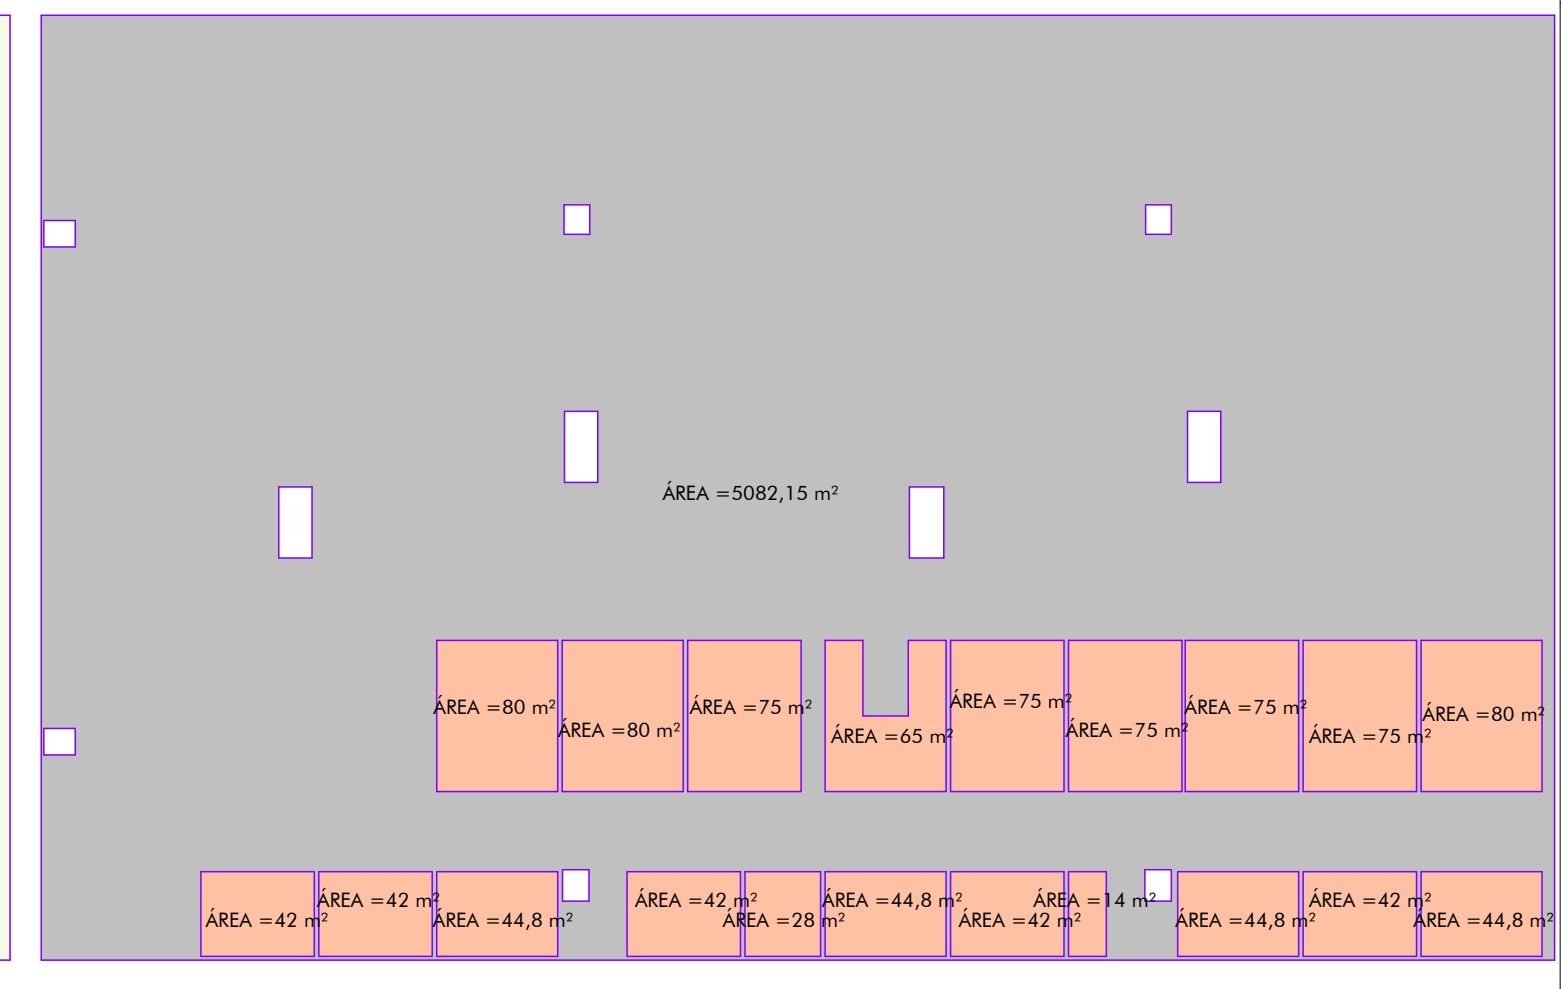 ÁREA =5082,15 m²
ÁREA =80 m²
ÁREA =80 m²
ÁREA =75 m²
ÁREA =65 m²
ÁREA =75 m²
ÁREA =75 m²
ÁREA =75 m²
ÁREA =75 m²
ÁREA =80 m²
ÁREA =42 m²
ÁREA =42 m²
ÁREA =44,8 m²
ÁREA =42 m²
ÁREA =28 m²
ÁREA =44,8 m²
ÁREA =42 m²
ÁREA =14 m²
ÁREA =44,8 m²
ÁREA =42 m²
ÁREA =44,8 m²